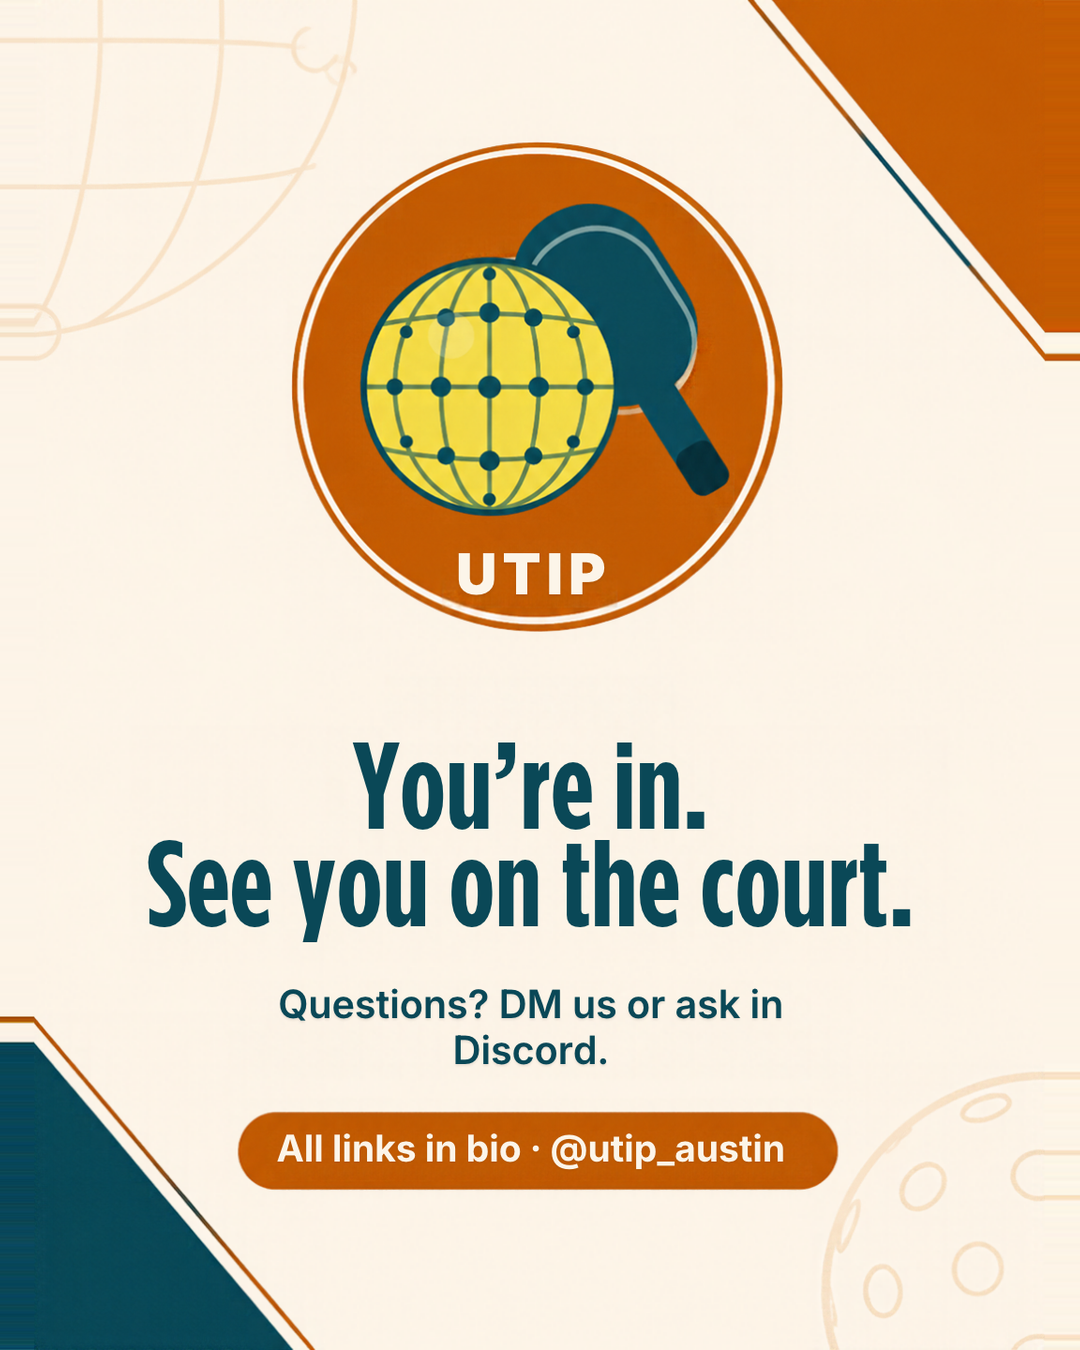 UTIP
You’re in.
See you on the court.
Questions? DM us or ask in
Discord.
All links in bio · @utip_austin